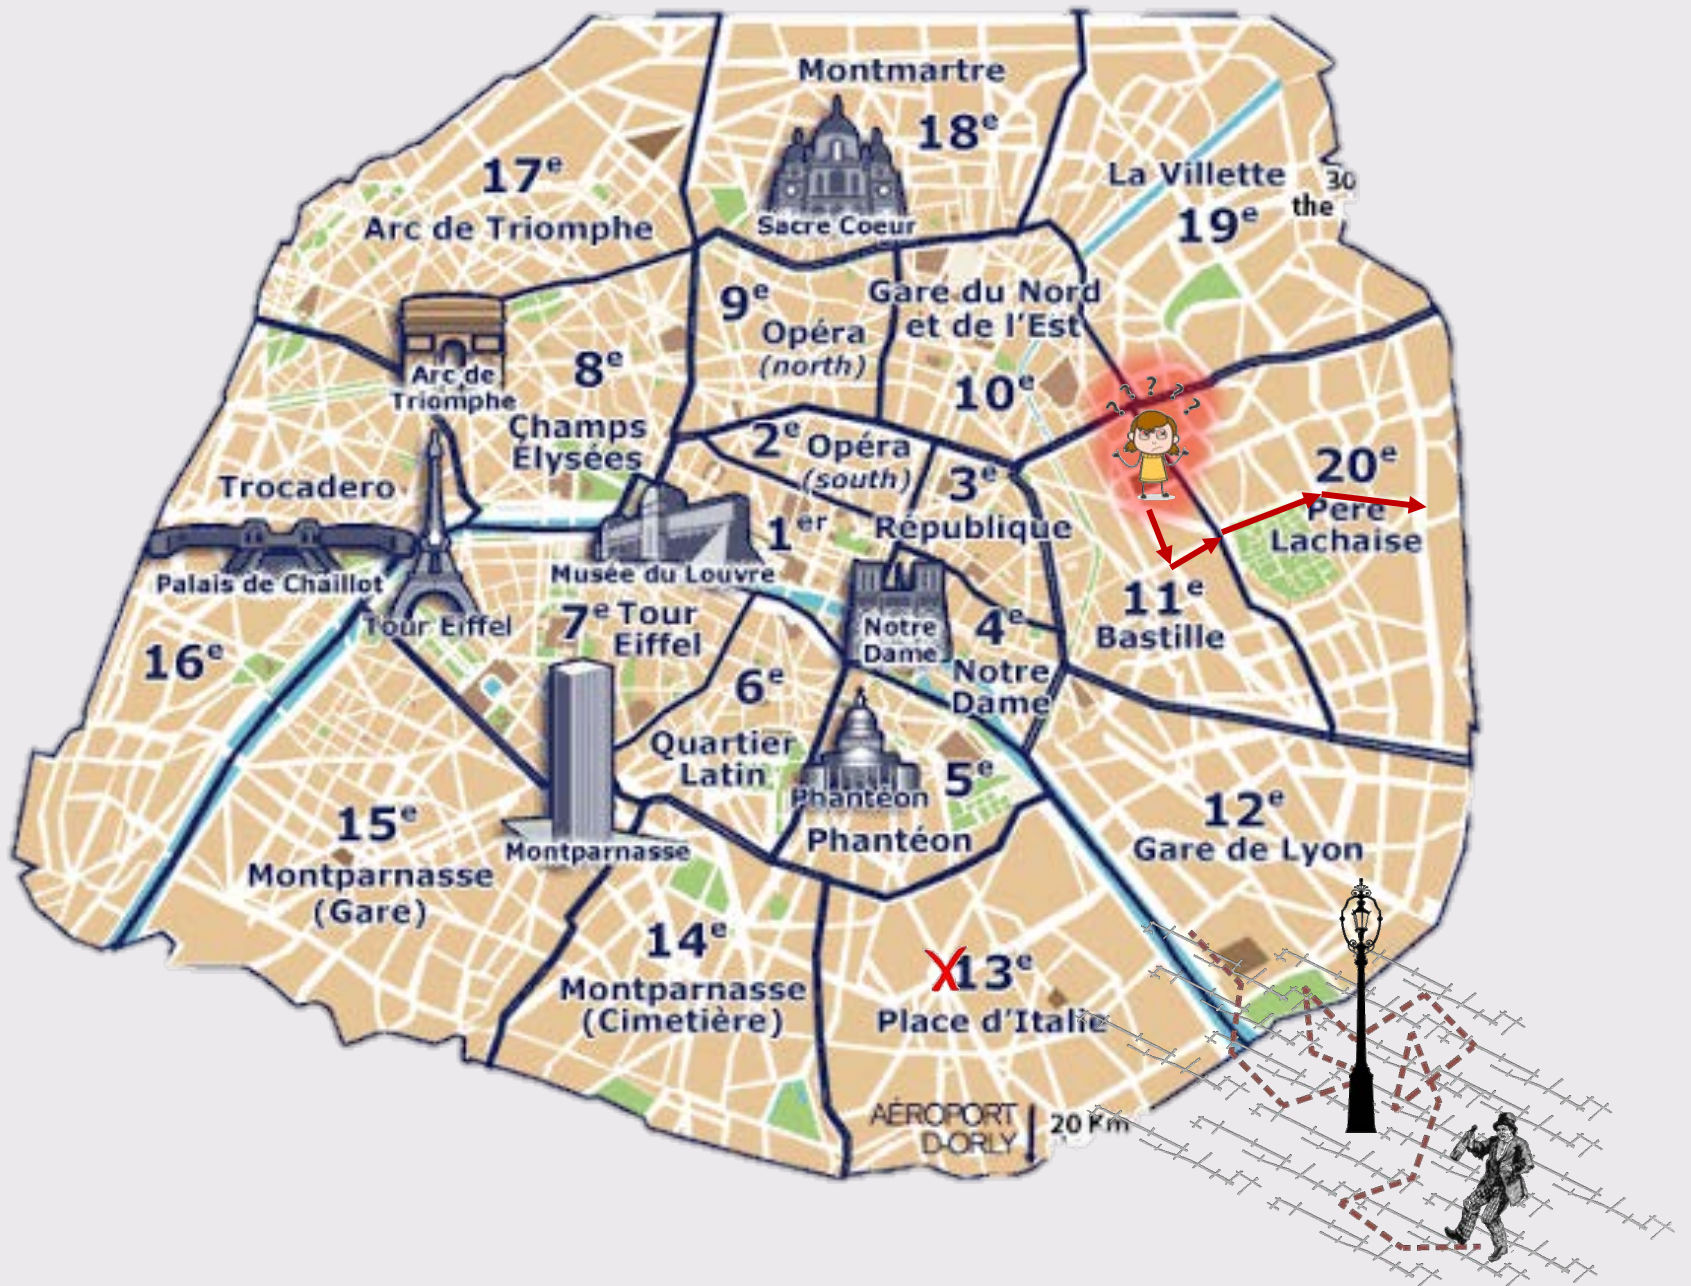 Montmartre
18e
17e
Arc de Triomphe
Sacre Coeur
La Villette
30
the
19e
9e
Opéra
(north)
Gare du Nord
et de l'Est
10e
8e
Champs
Elysées
Arc de
Triomphe
2e Opéra
(south)
3e
République
1er
20e
Pere
Lachaise
Trocadero
Palais de Chaillot
Tour Eiffel
Musée du Louvre
7e Tour
Eiffel
Notre
Dame
4e
Notre
Dame
11e
Bastille
16e
6e
Quartier
Latin
Phantéon
5e
Phantéon
12e
Gare de Lyon
15e
Montparnasse
(Gare)
Montparnasse
14e
Montparnasse
(Cimetière)
X
13e
Place d'Italie
AÉROPORT
D-ORLY
20 Km
? ? ? ? ?